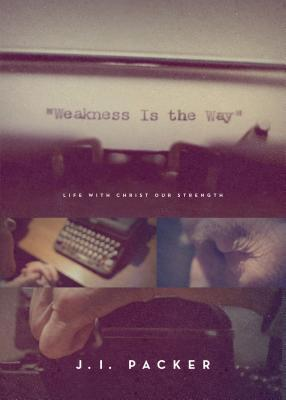 "Weakness Is the Way"
LIFE WITH CHRIST OUR STRENGTH
J.I. PACKER